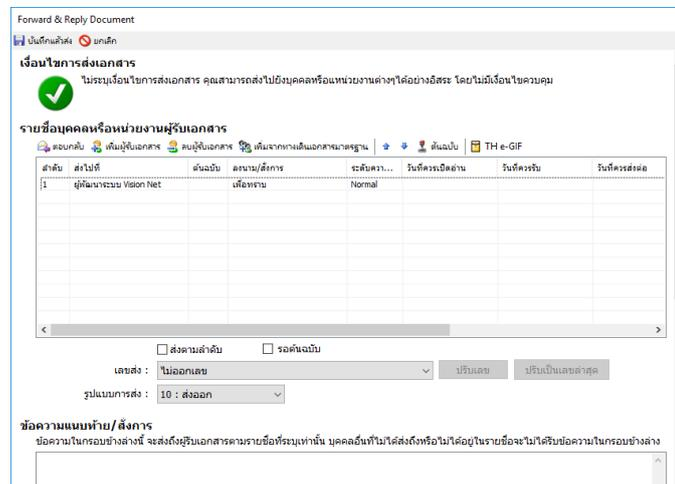 Forward & Reply Document
บันทึกแล้วส่ง ยกเลิก
เงื่อนไขการส่งเอกสาร
ไม่ระบุเงื่อนไขการส่งเอกสาร คุณสามารถส่งไปยังบุคคลหรือแหน่วยงานต่างๆได้อย่างอิสระ โดยไม่มีเงื่อนไขควบคุม
รายชื่อบุคคลหรือหน่วยงานผู้รับเอกสาร
ตอบกลับ เพิ่มผู้รับเอกสาร ลบผู้รับเอกสาร เพิ่มจากทางเดินเอกสารมาตรฐาน ต้นฉบับ TH e-GIF
ลำดับ ส่งไปที่ ต้นฉบับ ลงนาม/สั่งการ ระดับควา... วันที่ควรเปิดอ่าน วันที่ควรรับ วันที่ควรส่งต่อ
1 ผู้พัฒนาระบบ Vision Net เพื่อทราบ Normal
ส่งตามลำดับ รอต้นฉบับ
เลขส่ง : ไม่ออกเลข ปรับเลข ปรับเป็นเลขล่าสุด
รูปแบบการส่ง : 10 : ส่งออก
ข้อความแนบท้าย/สั่งการ
ข้อความในกรอบข้างล่างนี้ จะส่งถึงผู้รับเอกสารตามรายชื่อที่ระบุเท่านั้น บุคคลอื่นที่ไม่ได้ส่งถึงหรือไม่ได้อยู่ในรายชื่อจะไม่ได้รับข้อความในกรอบข้างล่าง